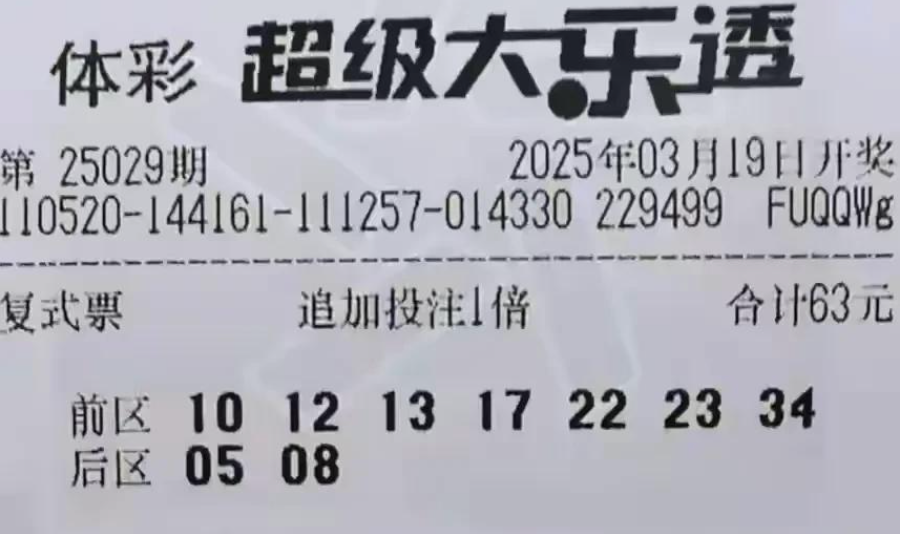 体彩 超级大乐透
第 25029期 2025年03月19日开奖
110520-144161-111257-014330 229499 FUQQWg
复式票 追加投注1倍 合计63元
前区 10 12 13 17 22 23 34
后区 05 08